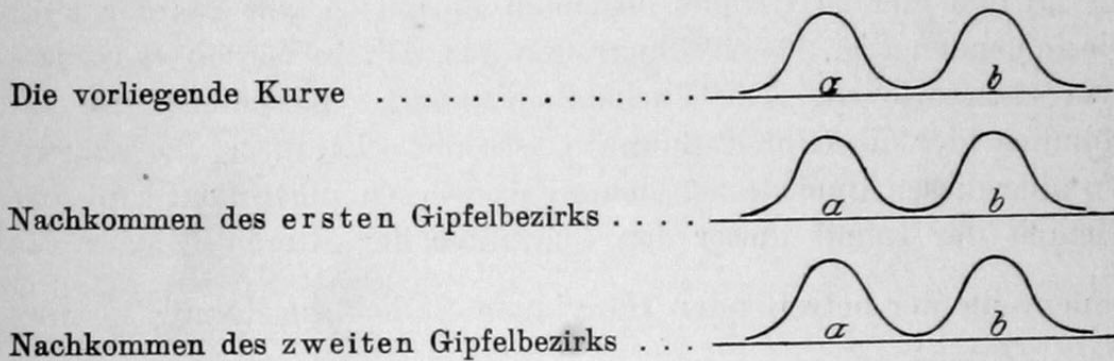 Die vorliegende Kurve . . . . . . . . . . . . . a b
Nachkommen des ersten Gipfelbezirks . . . . a b
Nachkommen des zweiten Gipfelbezirks . . . a b